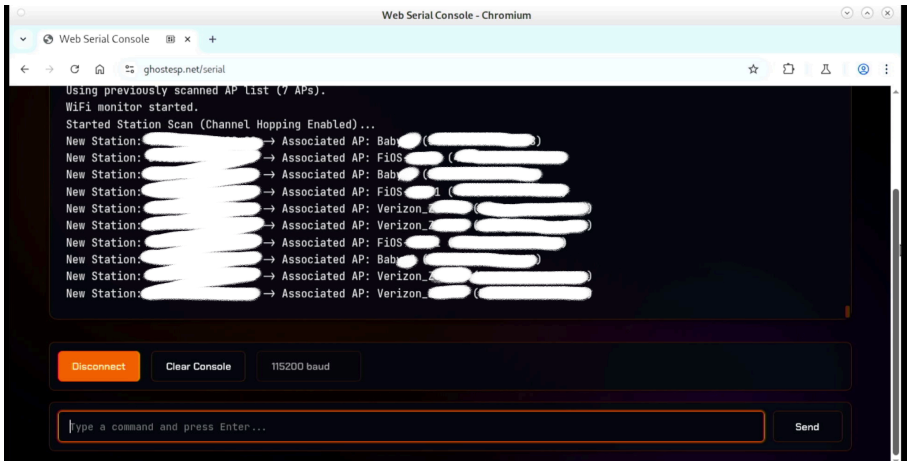 Web Serial Console - Chromium
Web Serial Console
ghostesp.net/serial
Using previously scanned AP list (7 APs).
WiFi monitor started.
Started Station Scan (Channel Hopping Enabled)...
New Station: → Associated AP: Bab ( )
New Station: → Associated AP: FiOS- (
New Station: → Associated AP: Bab (
New Station: → Associated AP: FiOS- 1 (
New Station: → Associated AP: Verizon_ ( )
New Station: → Associated AP: Verizon_ ( )
New Station: → Associated AP: FiOS-
New Station: → Associated AP: Bab ( )
New Station: → Associated AP: Verizon_ ( )
New Station: → Associated AP: Verizon_ ( )
Disconnect Clear Console 115200 baud
Type a command and press Enter... Send